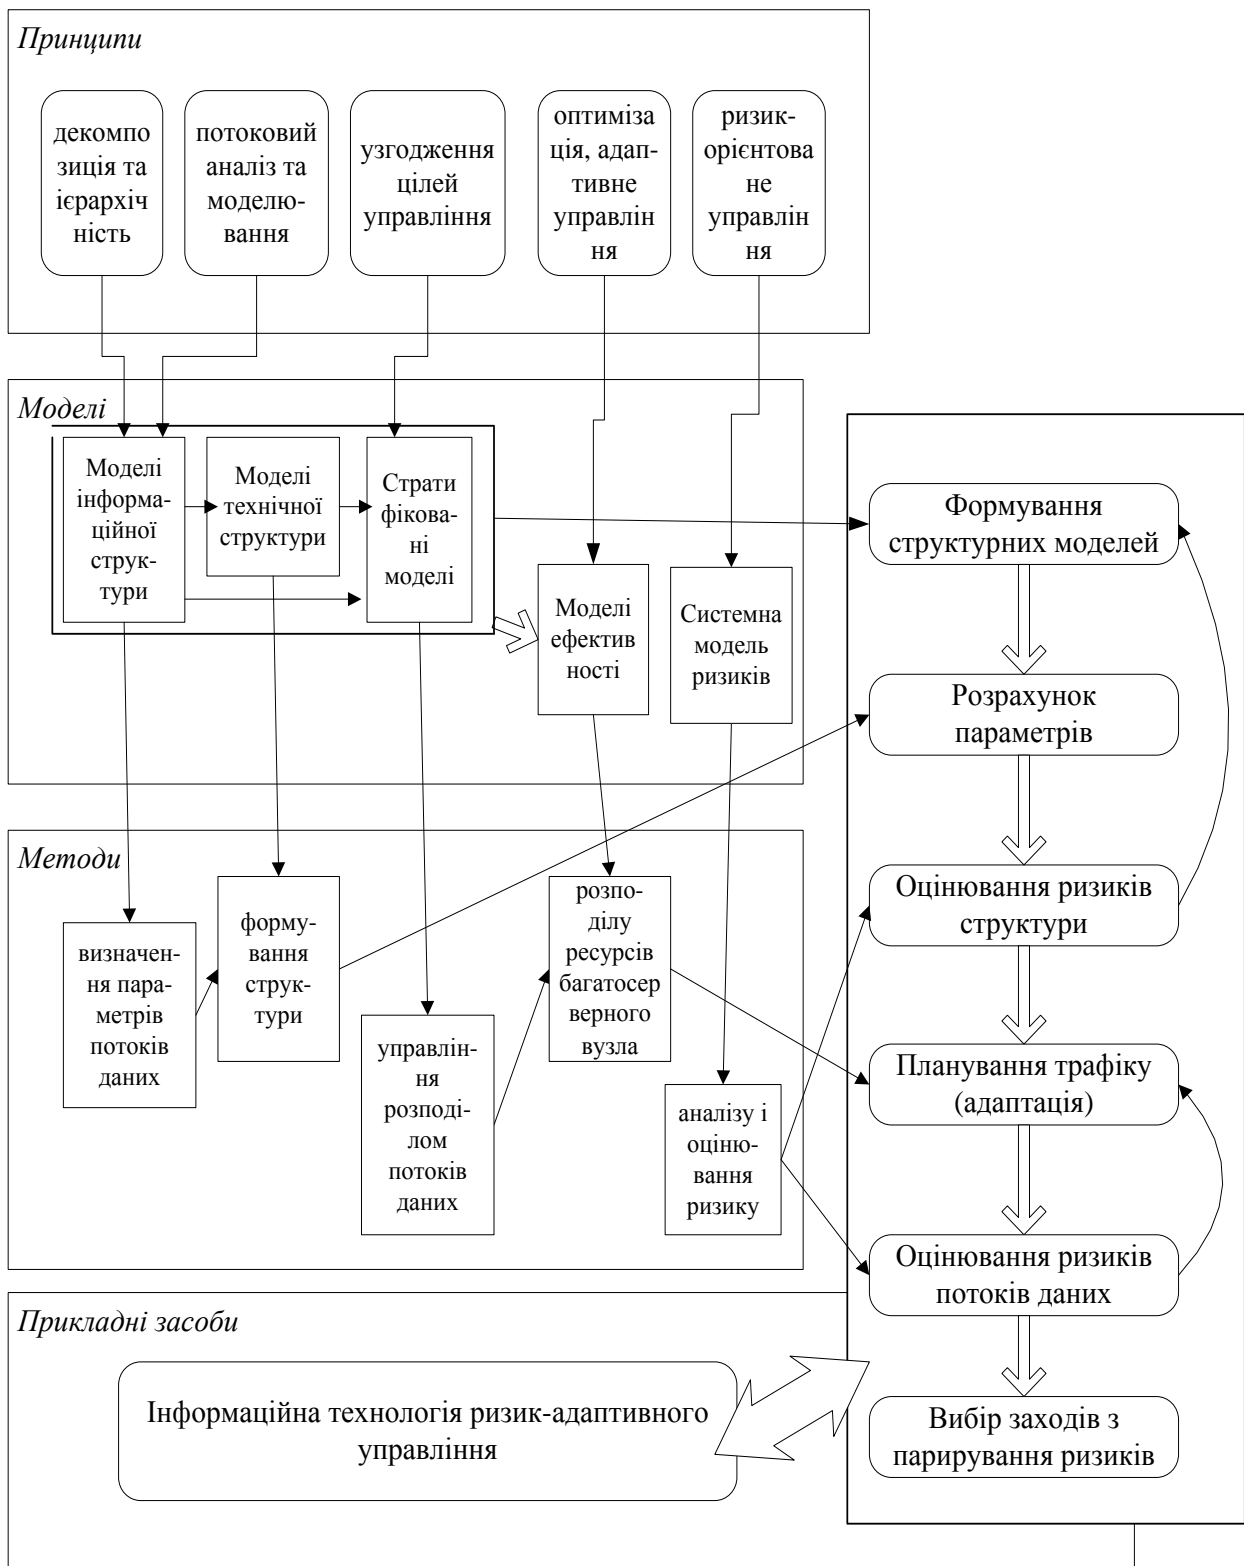 Принципи
декомпо
зиція та
ієрархіч
ність
потоковий
аналіз та
моделю-
вання
узгодження
цілей
управління
оптиміза
ція, адап-
тивне
управлін
ня
ризик-
орієнтова
не
управлін
ня
Моделі
Моделі
інформа-
ційної
струк-
тури
Моделі
технічної
структури
Страти
фікова-
ні
моделі
Моделі
ефектив
ності
Системна
модель
ризиків
Методи
визначен-
ня пара-
метрів
потоків
даних
форму-
вання
струк-
тури
управлін-
ня
розподі-
лом
потоків
даних
розпо-
ділу
ресурсів
багатосер
верного
вузла
аналізу і
оціню-
вання
ризику
Формування
структурних моделей
Розрахунок
параметрів
Оцінювання ризиків
структури
Планування трафіку
(адаптація)
Оцінювання ризиків
потоків даних
Вибір заходів з
парирування ризиків
Прикладні засоби
Інформаційна технологія ризик-адаптивного
управління